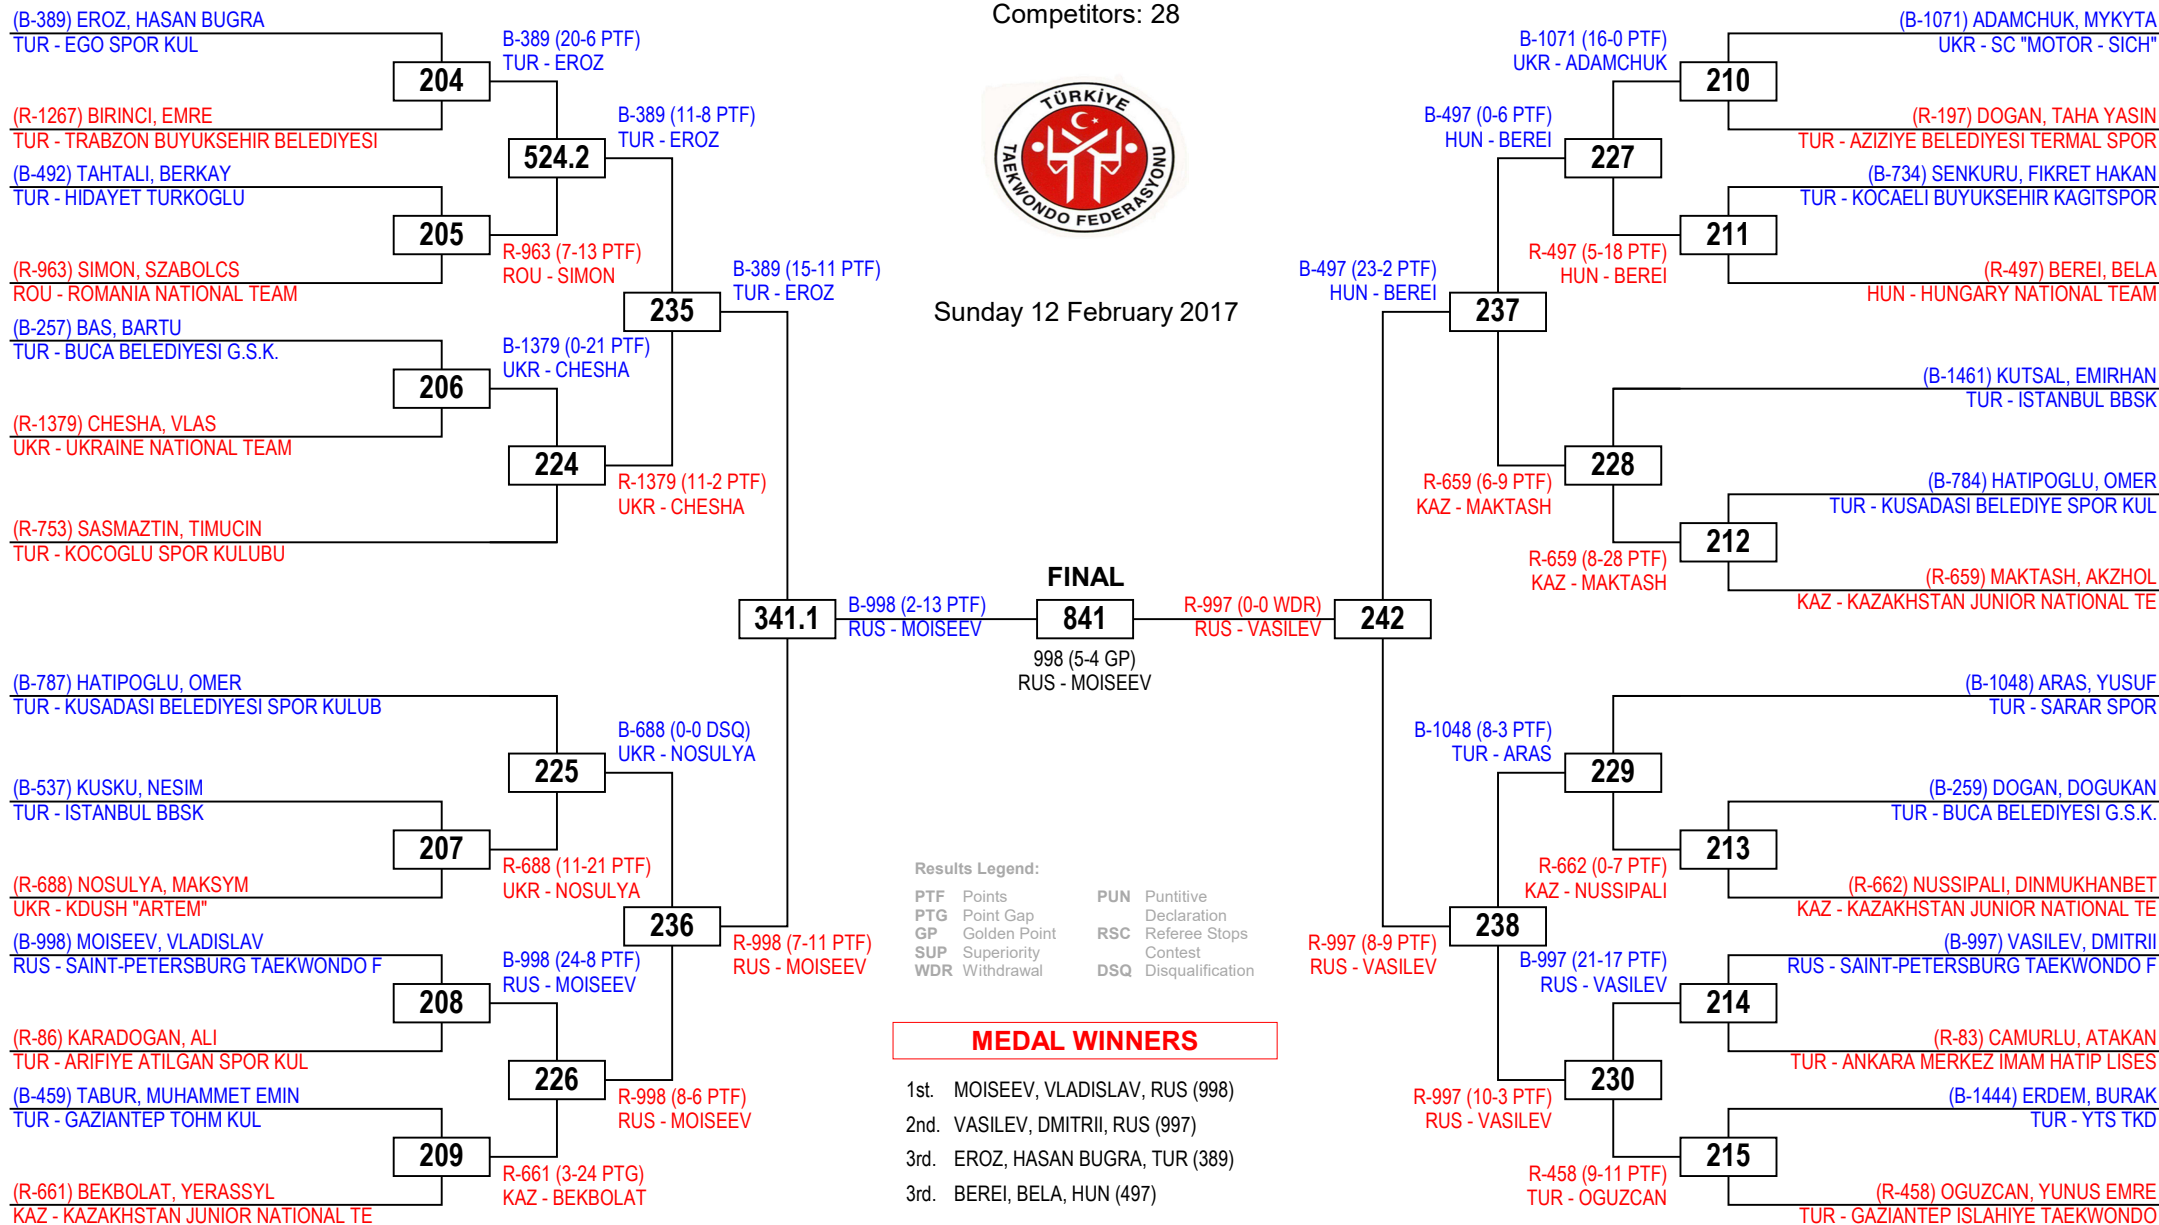 Competitors: 28
TÜRKİYE
TAEKWONDO FEDERASYONU
Sunday 12 February 2017
(B-389) EROZ, HASAN BUGRA
TUR - EGO SPOR KUL
204
(R-1267) BIRINCI, EMRE
TUR - TRABZON BUYUKSEHIR BELEDIYESI
(B-492) TAHTALI, BERKAY
TUR - HIDAYET TURKOGLU
205
(R-963) SIMON, SZABOLCS
ROU - ROMANIA NATIONAL TEAM
(B-257) BAS, BARTU
TUR - BUCA BELEDIYESI G.S.K.
206
(R-1379) CHESHA, VLAS
UKR - UKRAINE NATIONAL TEAM
(R-753) SASMAZTIN, TIMUCIN
TUR - KOCOGLU SPOR KULUBU
(B-787) HATIPOGLU, OMER
TUR - KUSADASI BELEDIYESI SPOR KULUB
(B-537) KUSKU, NESIM
TUR - ISTANBUL BBSK
207
(R-688) NOSULYA, MAKSYM
UKR - KDUSH "ARTEM"
(B-998) MOISEEV, VLADISLAV
RUS - SAINT-PETERSBURG TAEKWONDO F
208
(R-86) KARADOGAN, ALI
TUR - ARIFIYE ATILGAN SPOR KUL
(B-459) TABUR, MUHAMMET EMIN
TUR - GAZIANTEP TOHM KUL
209
(R-661) BEKBOLAT, YERASSYL
KAZ - KAZAKHSTAN JUNIOR NATIONAL TE
B-389 (20-6 PTF)
TUR - EROZ
524.2
R-963 (7-13 PTF)
ROU - SIMON
B-1379 (0-21 PTF)
UKR - CHESHA
224
225
R-688 (11-21 PTF)
UKR - NOSULYA
B-998 (24-8 PTF)
RUS - MOISEEV
226
R-661 (3-24 PTG)
KAZ - BEKBOLAT
B-389 (11-8 PTF)
TUR - EROZ
235
R-1379 (11-2 PTF)
UKR - CHESHA
B-688 (0-0 DSQ)
UKR - NOSULYA
236
R-998 (8-6 PTF)
RUS - MOISEEV
B-389 (15-11 PTF)
TUR - EROZ
341.1
R-998 (7-11 PTF)
RUS - MOISEEV
B-998 (2-13 PTF)
RUS - MOISEEV
FINAL
841
998 (5-4 GP)
RUS - MOISEEV
R-997 (0-0 WDR)
RUS - VASILEV
242
B-497 (23-2 PTF)
HUN - BEREI
237
R-997 (8-9 PTF)
RUS - VASILEV
238
B-497 (0-6 PTF)
HUN - BEREI
227
R-659 (6-9 PTF)
KAZ - MAKTASH
228
B-1048 (8-3 PTF)
TUR - ARAS
229
R-997 (10-3 PTF)
RUS - VASILEV
230
B-1071 (16-0 PTF)
UKR - ADAMCHUK
R-497 (5-18 PTF)
HUN - BEREI
R-659 (8-28 PTF)
KAZ - MAKTASH
R-662 (0-7 PTF)
KAZ - NUSSIPALI
B-997 (21-17 PTF)
RUS - VASILEV
R-458 (9-11 PTF)
TUR - OGUZCAN
(B-1071) ADAMCHUK, MYKYTA
UKR - SC "MOTOR - SICH"
210
(R-197) DOGAN, TAHA YASIN
TUR - AZIZIYE BELEDIYESI TERMAL SPOR
(B-734) SENKURU, FIKRET HAKAN
TUR - KOCAELI BUYUKSEHIR KAGITSPOR
211
(R-497) BEREI, BELA
HUN - HUNGARY NATIONAL TEAM
(B-1461) KUTSAL, EMIRHAN
TUR - ISTANBUL BBSK
(B-784) HATIPOGLU, OMER
TUR - KUSADASI BELEDIYE SPOR KUL
212
(R-659) MAKTASH, AKZHOL
KAZ - KAZAKHSTAN JUNIOR NATIONAL TE
(B-1048) ARAS, YUSUF
TUR - SARAR SPOR
(B-259) DOGAN, DOGUKAN
TUR - BUCA BELEDIYESI G.S.K.
213
(R-662) NUSSIPALI, DINMUKHANBET
KAZ - KAZAKHSTAN JUNIOR NATIONAL TE
(B-997) VASILEV, DMITRII
RUS - SAINT-PETERSBURG TAEKWONDO F
214
(R-83) CAMURLU, ATAKAN
TUR - ANKARA MERKEZ IMAM HATIP LISES
(B-1444) ERDEM, BURAK
TUR - YTS TKD
215
(R-458) OGUZCAN, YUNUS EMRE
TUR - GAZIANTEP ISLAHIYE TAEKWONDO
Results Legend:
PTF Points
PTG Point Gap
GP Golden Point
SUP Superiority
WDR Withdrawal
PUN Puntitive
Declaration
RSC Referee Stops
Contest
DSQ Disqualification
MEDAL WINNERS
1st. MOISEEV, VLADISLAV, RUS (998)
2nd. VASILEV, DMITRII, RUS (997)
3rd. EROZ, HASAN BUGRA, TUR (389)
3rd. BEREI, BELA, HUN (497)